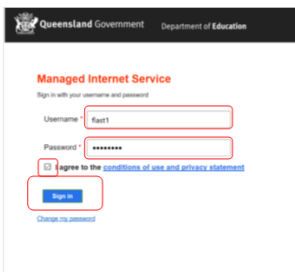 Queensland Government Department of Education
Managed Internet Service
Sign in with your username and password
Username * flast1
Password * ••••••••
I agree to the conditions of use and privacy statement
Sign in
Change my password